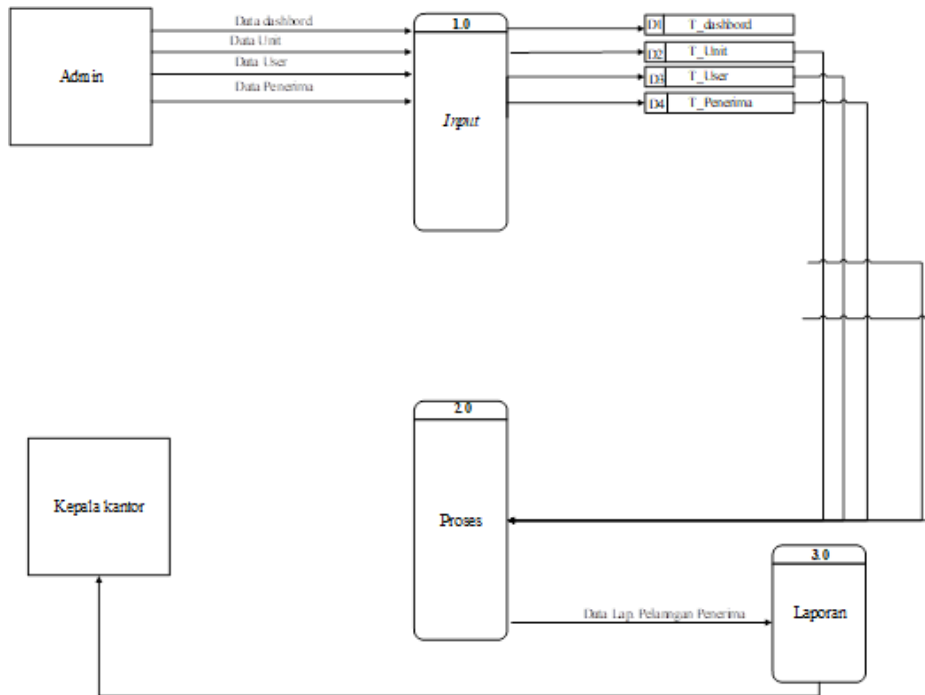 Data dashbord
Data Unit
Data User
Data Penerima
Admin
1.0
Input
D1 T_dashbord
D2 T_Unit
D3 T_User
D4 T_Penerima
2.0
Proses
Kepala kantor
3.0
Laporan
Data Lap. Pelanngan Penerima